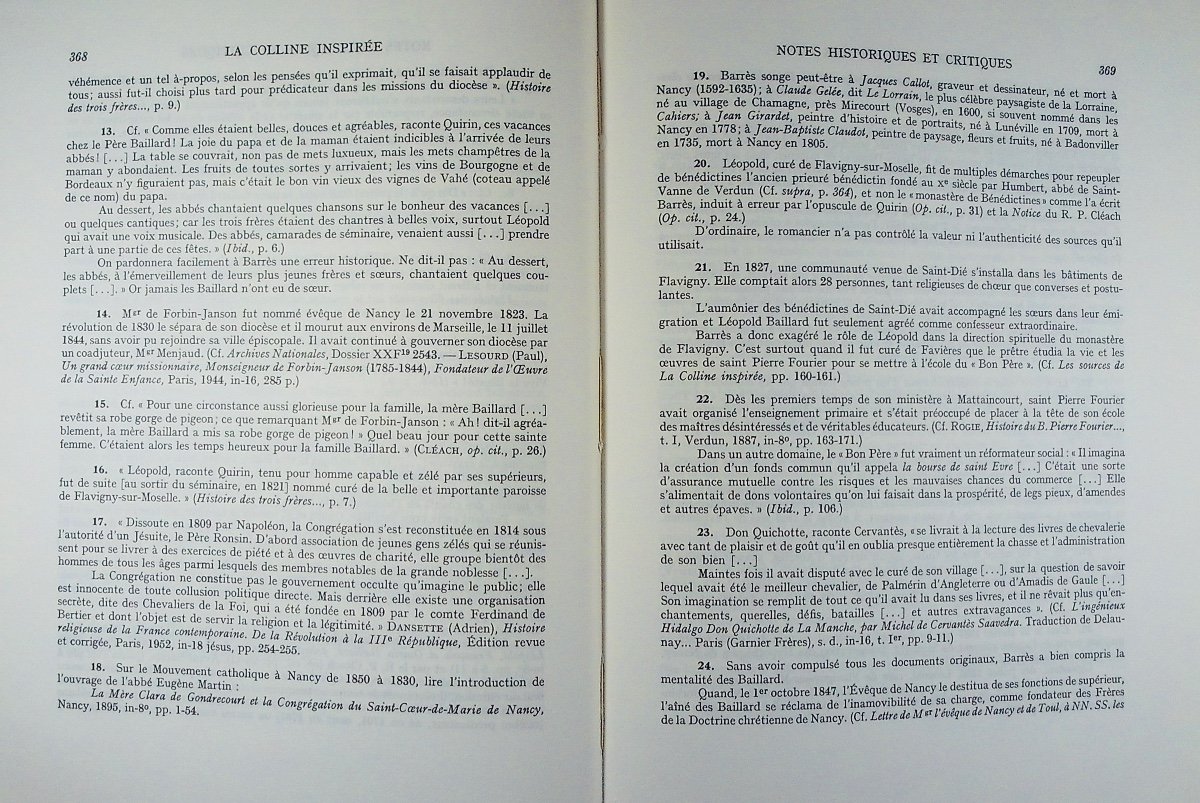 368
LA COLLINE INSPIRÉE
véhémence et un tel à-propos, selon les pensées qu'il exprimait, qu'il se faisait applaudir de
tous; aussi fut-il choisi plus tard pour prédicateur dans les missions du diocèse ». (Histoire
des trois frères..., p. 9.)
13. Cf. « Comme elles étaient belles, douces et agréables, raconte Quirin, ces vacances
chez le Père Baillard! La joie du papa et de la maman étaient indicibles à l'arrivée de leurs
abbés! [...] La table se couvrait, non pas de mets luxueux, mais les mets champêtres de la
maman y abondaient. Les fruits de toutes sortes y arrivaient; les vins de Bourgogne et de
Bordeaux n'y figuraient pas, mais c'était le bon vin vieux des vignes de Vahé (coteau appelé
de ce nom) du papa.
Au dessert, les abbés chantaient quelques chansons sur le bonheur des vacances [...]
ou quelques cantiques; car les trois frères étaient des chantres à belles voix, surtout Léopold
qui avait une voix musicale. Des abbés, camarades de séminaire, venaient aussi [...] prendre
part à une partie de ces fêtes. » (Ibid., p. 6.)
On pardonnera facilement à Barrès une erreur historique. Ne dit-il pas : « Au dessert,
les abbés, à l'émerveillement de leurs plus jeunes frères et sœurs, chantaient quelques cou-
plets [...]. » Or jamais les Baillard n'ont eu de sœur.
14. Mgr de Forbin-Janson fut nommé évêque de Nancy le 21 novembre 1823. La
révolution de 1830 le sépara de son diocèse et il mourut aux environs de Marseille, le 11 juillet
1844, sans avoir pu rejoindre sa ville épiscopale. Il avait continué à gouverner son diocèse par
un coadjuteur, Mgr Menjaud. (Cf. Archives Nationales, Dossier XXF19 2543. — LESOURD (Paul),
Un grand cœur missionnaire, Monseigneur de Forbin-Janson (1785-1844), Fondateur de l'Œuvre
de la Sainte Enfance, Paris, 1944, in-16, 285 p.)
15. Cf. « Pour une circonstance aussi glorieuse pour la famille, la mère Baillard [...]
revêtit sa robe gorge de pigeon; ce que remarquant Mgr de Forbin-Janson : « Ah! dit-il agréa-
blement, la mère Baillard a mis sa robe gorge de pigeon! » Quel beau jour pour cette sainte
femme. C'étaient alors les temps heureux pour la famille Baillard. » (CLÉACH, op. cit., p. 26.)
16. « Léopold, raconte Quirin, tenu pour homme capable et zélé par ses supérieurs,
fut de suite [au sortir du séminaire, en 1821] nommé curé de la belle et importante paroisse
de Flavigny-sur-Moselle. » (Histoire des trois frères..., p. 7.)
17. « Dissoute en 1809 par Napoléon, la Congrégation s'est reconstituée en 1814 sous
l'autorité d'un Jésuite, le Père Ronsin. D'abord association de jeunes gens zélés qui se réunis-
sent pour se livrer à des exercices de piété et à des œuvres de charité, elle groupe bientôt des
hommes de tous les âges parmi lesquels des membres notables de la grande noblesse [...].
La Congrégation ne constitue pas le gouvernement occulte qu'imagine le public; elle
est innocente de toute collusion politique directe. Mais derrière elle existe une organisation
secrète, dite des Chevaliers de la Foi, qui a été fondée en 1809 par le comte Ferdinand de
Bertier et dont l'objet est de servir la religion et la légitimité. » DANSETTE (Adrien), Histoire
religieuse de la France contemporaine. De la Révolution à la IIIe République, Édition revue
et corrigée, Paris, 1952, in-18 jésus, pp. 254-255.
18. Sur le Mouvement catholique à Nancy de 1850 à 1830, lire l'introduction de
l'ouvrage de l'abbé Eugène Martin :
La Mère Clara de Gondrecourt et la Congrégation du Saint-Cœur-de-Marie de Nancy,
Nancy, 1895, in-8o, pp. 1-54.
NOTES HISTORIQUES ET CRITIQUES
369
19. Barrès songe peut-être à Jacques Callot, graveur et dessinateur, né et mort à
Nancy (1592-1635); à Claude Gelée, dit Le Lorrain, le plus célèbre paysagiste de la Lorraine,
né au village de Chamagne, près Mirecourt (Vosges), en 1600, si souvent nommé dans les
Cahiers; à Jean Girardet, peintre d'histoire et de portraits, né à Lunéville en 1709, mort à
Nancy en 1778; à Jean-Baptiste Claudot, peintre de paysage, fleurs et fruits, né à Badonviller
en 1735, mort à Nancy en 1805.
20. Léopold, curé de Flavigny-sur-Moselle, fit de multiples démarches pour repeupler
de bénédictines l'ancien prieuré bénédictin fondé au xe siècle par Humbert, abbé de Saint-
Vanne de Verdun (Cf. supra, p. 364), et non le « monastère de Bénédictines » comme l'a écrit
Barrès, induit à erreur par l'opuscule de Quirin (Op. cit., p. 31) et la Notice du R. P. Cléach
(Op. cit., p. 24.)
D'ordinaire, le romancier n'a pas contrôlé la valeur ni l'authenticité des sources qu'il
utilisait.
21. En 1827, une communauté venue de Saint-Dié s'installa dans les bâtiments de
Flavigny. Elle comptait alors 28 personnes, tant religieuses de chœur que converses et postu-
lantes.
L'aumônier des bénédictines de Saint-Dié avait accompagné les sœurs dans leur émi-
gration et Léopold Baillard fut seulement agréé comme confesseur extraordinaire.
Barrès a donc exagéré le rôle de Léopold dans la direction spirituelle du monastère
de Flavigny. C'est surtout quand il fut curé de Favières que le prêtre étudia la vie et les
œuvres de saint Pierre Fourier pour se mettre à l'école du « Bon Père ». (Cf. Les sources de
La Colline inspirée, pp. 160-161.)
22. Dès les premiers temps de son ministère à Mattaincourt, saint Pierre Fourier
avait organisé l'enseignement primaire et s'était préoccupé de placer à la tête de son école
des maîtres désintéressés et de véritables éducateurs. (Cf. ROGIE, Histoire du B. Pierre Fourier...,
t. I, Verdun, 1887, in-8o, pp. 163-171.)
Dans un autre domaine, le « Bon Père » fut vraiment un réformateur social : « Il imagina
la création d'un fonds commun qu'il appela la bourse de saint Evre [...] C'était une sorte
d'assurance mutuelle contre les risques et les mauvaises chances du commerce [...] Elle
s'alimentait de dons volontaires qu'on lui faisait dans la prospérité, de legs pieux, d'amendes
et autres épaves. » (Ibid., p. 106.)
23. Don Quichotte, raconte Cervantès, « se livrait à la lecture des livres de chevalerie
avec tant de plaisir et de goût qu'il en oublia presque entièrement la chasse et l'administration
de son bien [...]
Maintes fois il avait disputé avec le curé de son village [...], sur la question de savoir
lequel avait été le meilleur chevalier, de Palmérin d'Angleterre ou d'Amadis de Gaule [...]
Son imagination se remplit de tout ce qu'il avait lu dans ses livres, et il ne rêvait plus qu'en-
chantements, querelles, défis, batailles [...] et autres extravagances ». (Cf. L'ingénieux
Hidalgo Don Quichotte de La Manche, par Michel de Cervantès Saavedra. Traduction de Delau-
nay... Paris (Garnier Frères), s. d., in-16, t. Ier, pp. 9-11.)
24. Sans avoir compulsé tous les documents originaux, Barrès a bien compris la
mentalité des Baillard.
Quand, le 1er octobre 1847, l'Évêque de Nancy le destitua de ses fonctions de supérieur,
l'aîné des Baillard se réclama de l'inamovibilité de sa charge, comme fondateur des Frères
de la Doctrine chrétienne de Nancy. (Cf. Lettre de Mgr l'évêque de Nancy et de Toul, à NN. SS. les